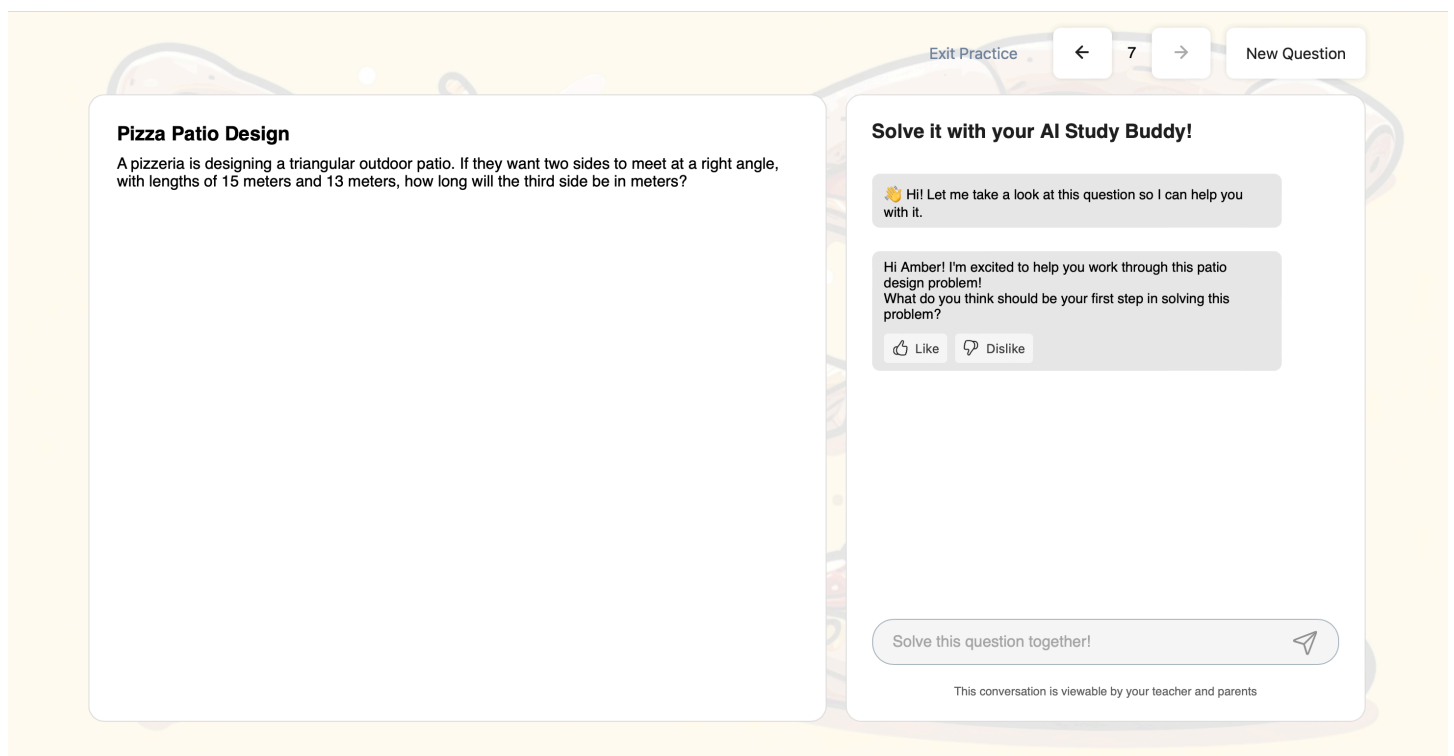 Exit Practice
7
New Question
Pizza Patio Design
A pizzeria is designing a triangular outdoor patio. If they want two sides to meet at a right angle,
with lengths of 15 meters and 13 meters, how long will the third side be in meters?
Solve it with your AI Study Buddy!
👋 Hi! Let me take a look at this question so I can help you
with it.
Hi Amber! I'm excited to help you work through this patio
design problem!
What do you think should be your first step in solving this
problem?
Like
Dislike
Solve this question together!
This conversation is viewable by your teacher and parents